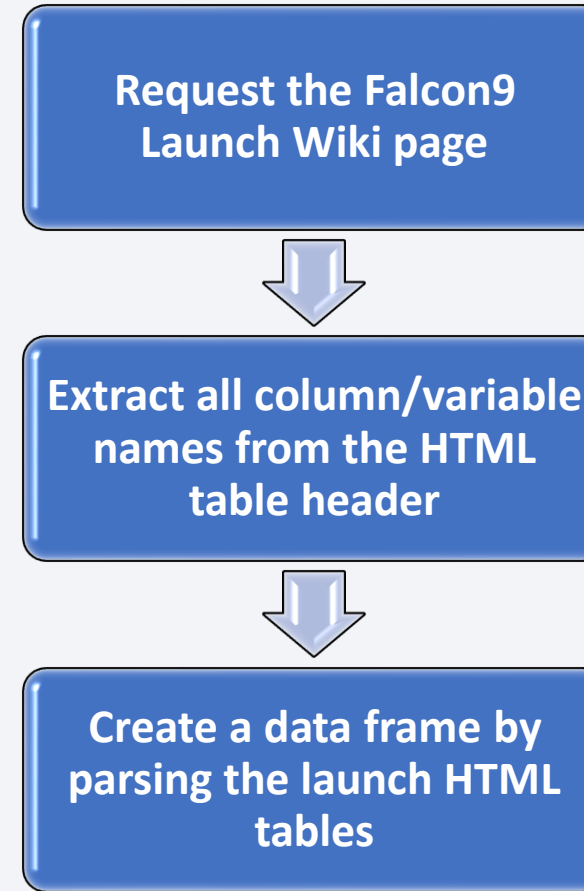 Request the Falcon9
Launch Wiki page
Extract all column/variable
names from the HTML
table header
Create a data frame by
parsing the launch HTML
tables